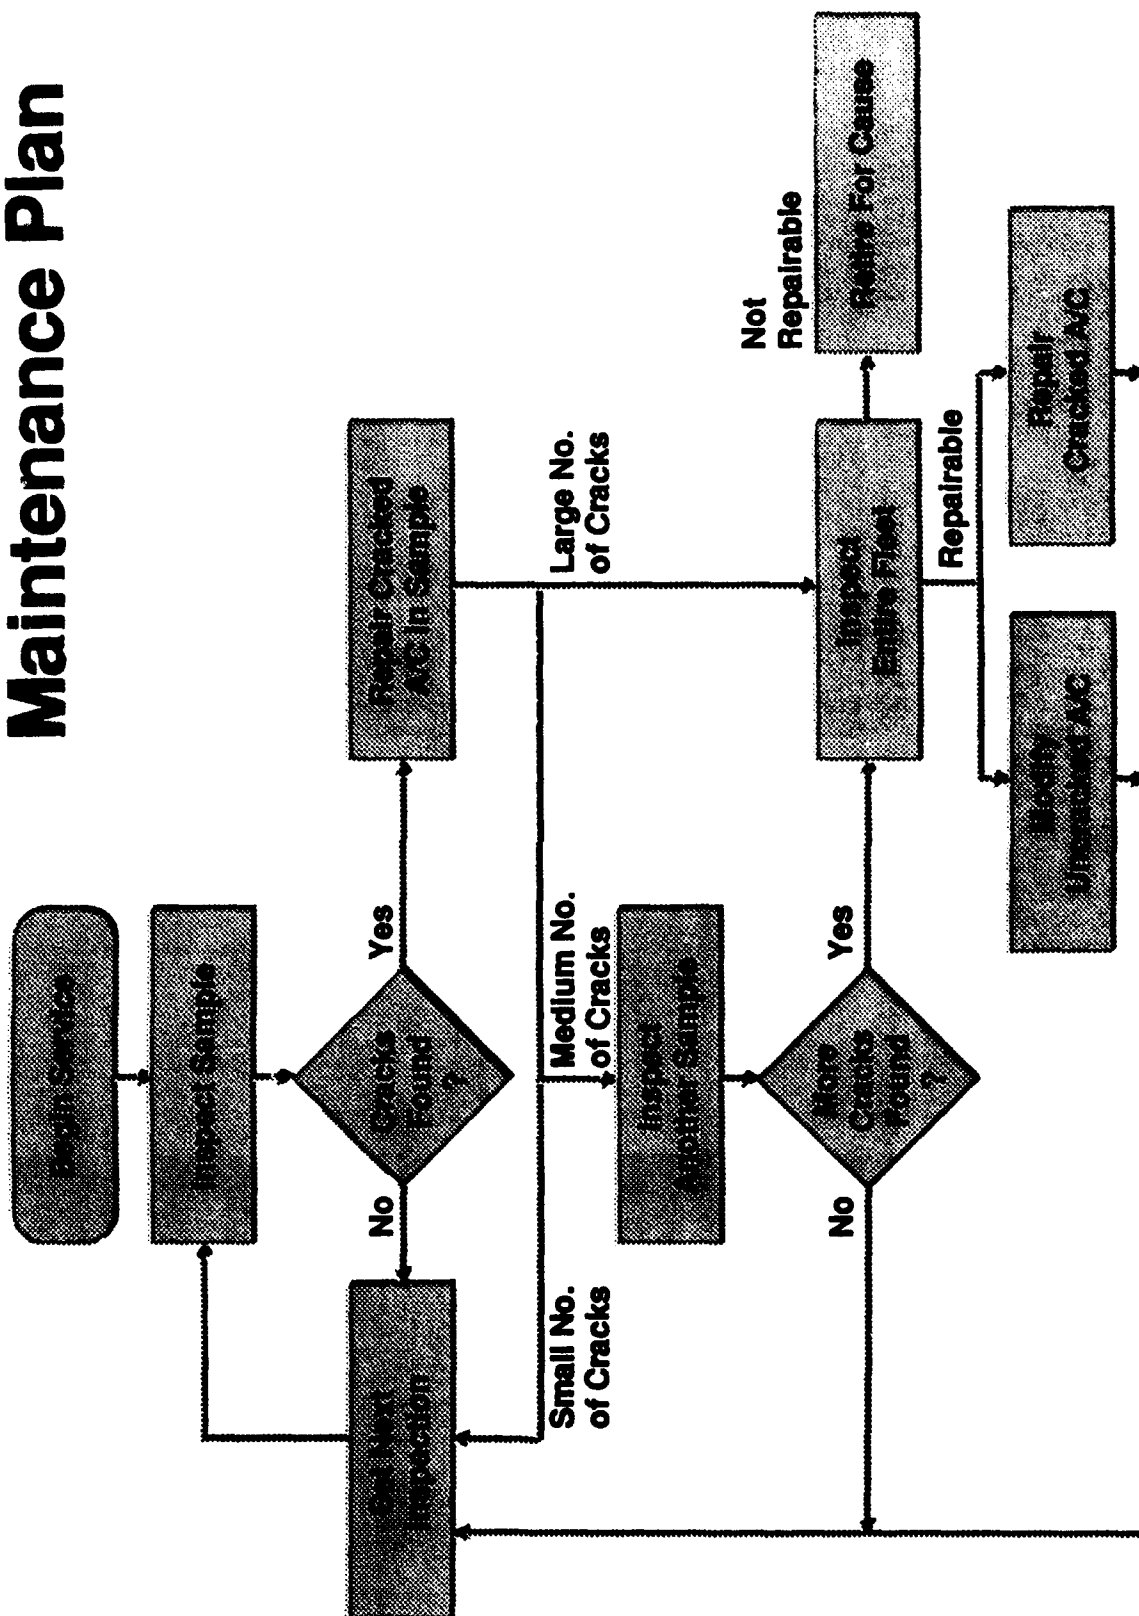 Maintenance Plan
Begin Service
Inspect Sample
Cracks
Found
?
Yes
No
Repair Cracked
A/C in Sample
Set Next
Inspection
Small No.
of Cracks
Medium No.
of Cracks
Large No.
of Cracks
Inspect
Another Sample
More
Cracks
Found
?
Yes
No
Inspect
Entire Fleet
Not
Repairable
Retire For Cause
Repairable
Modify
Uncracked A/C
Repair
Cracked A/C